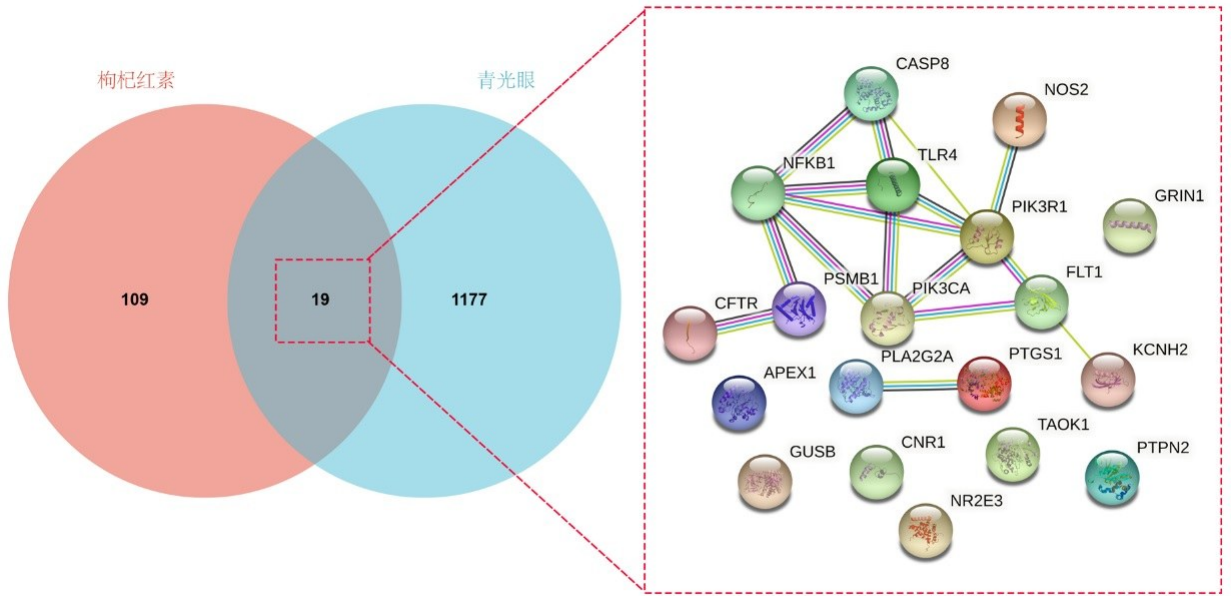 枸杞红素
青光眼
109
19
1177
CASP8
NOS2
NFKB1
TLR4
GRIN1
PIK3R1
FLT1
PSMB1
PIK3CA
CFTR
KCNH2
PLA2G2A
PTGS1
APEX1
TAOK1
GUSB
CNR1
PTPN2
NR2E3